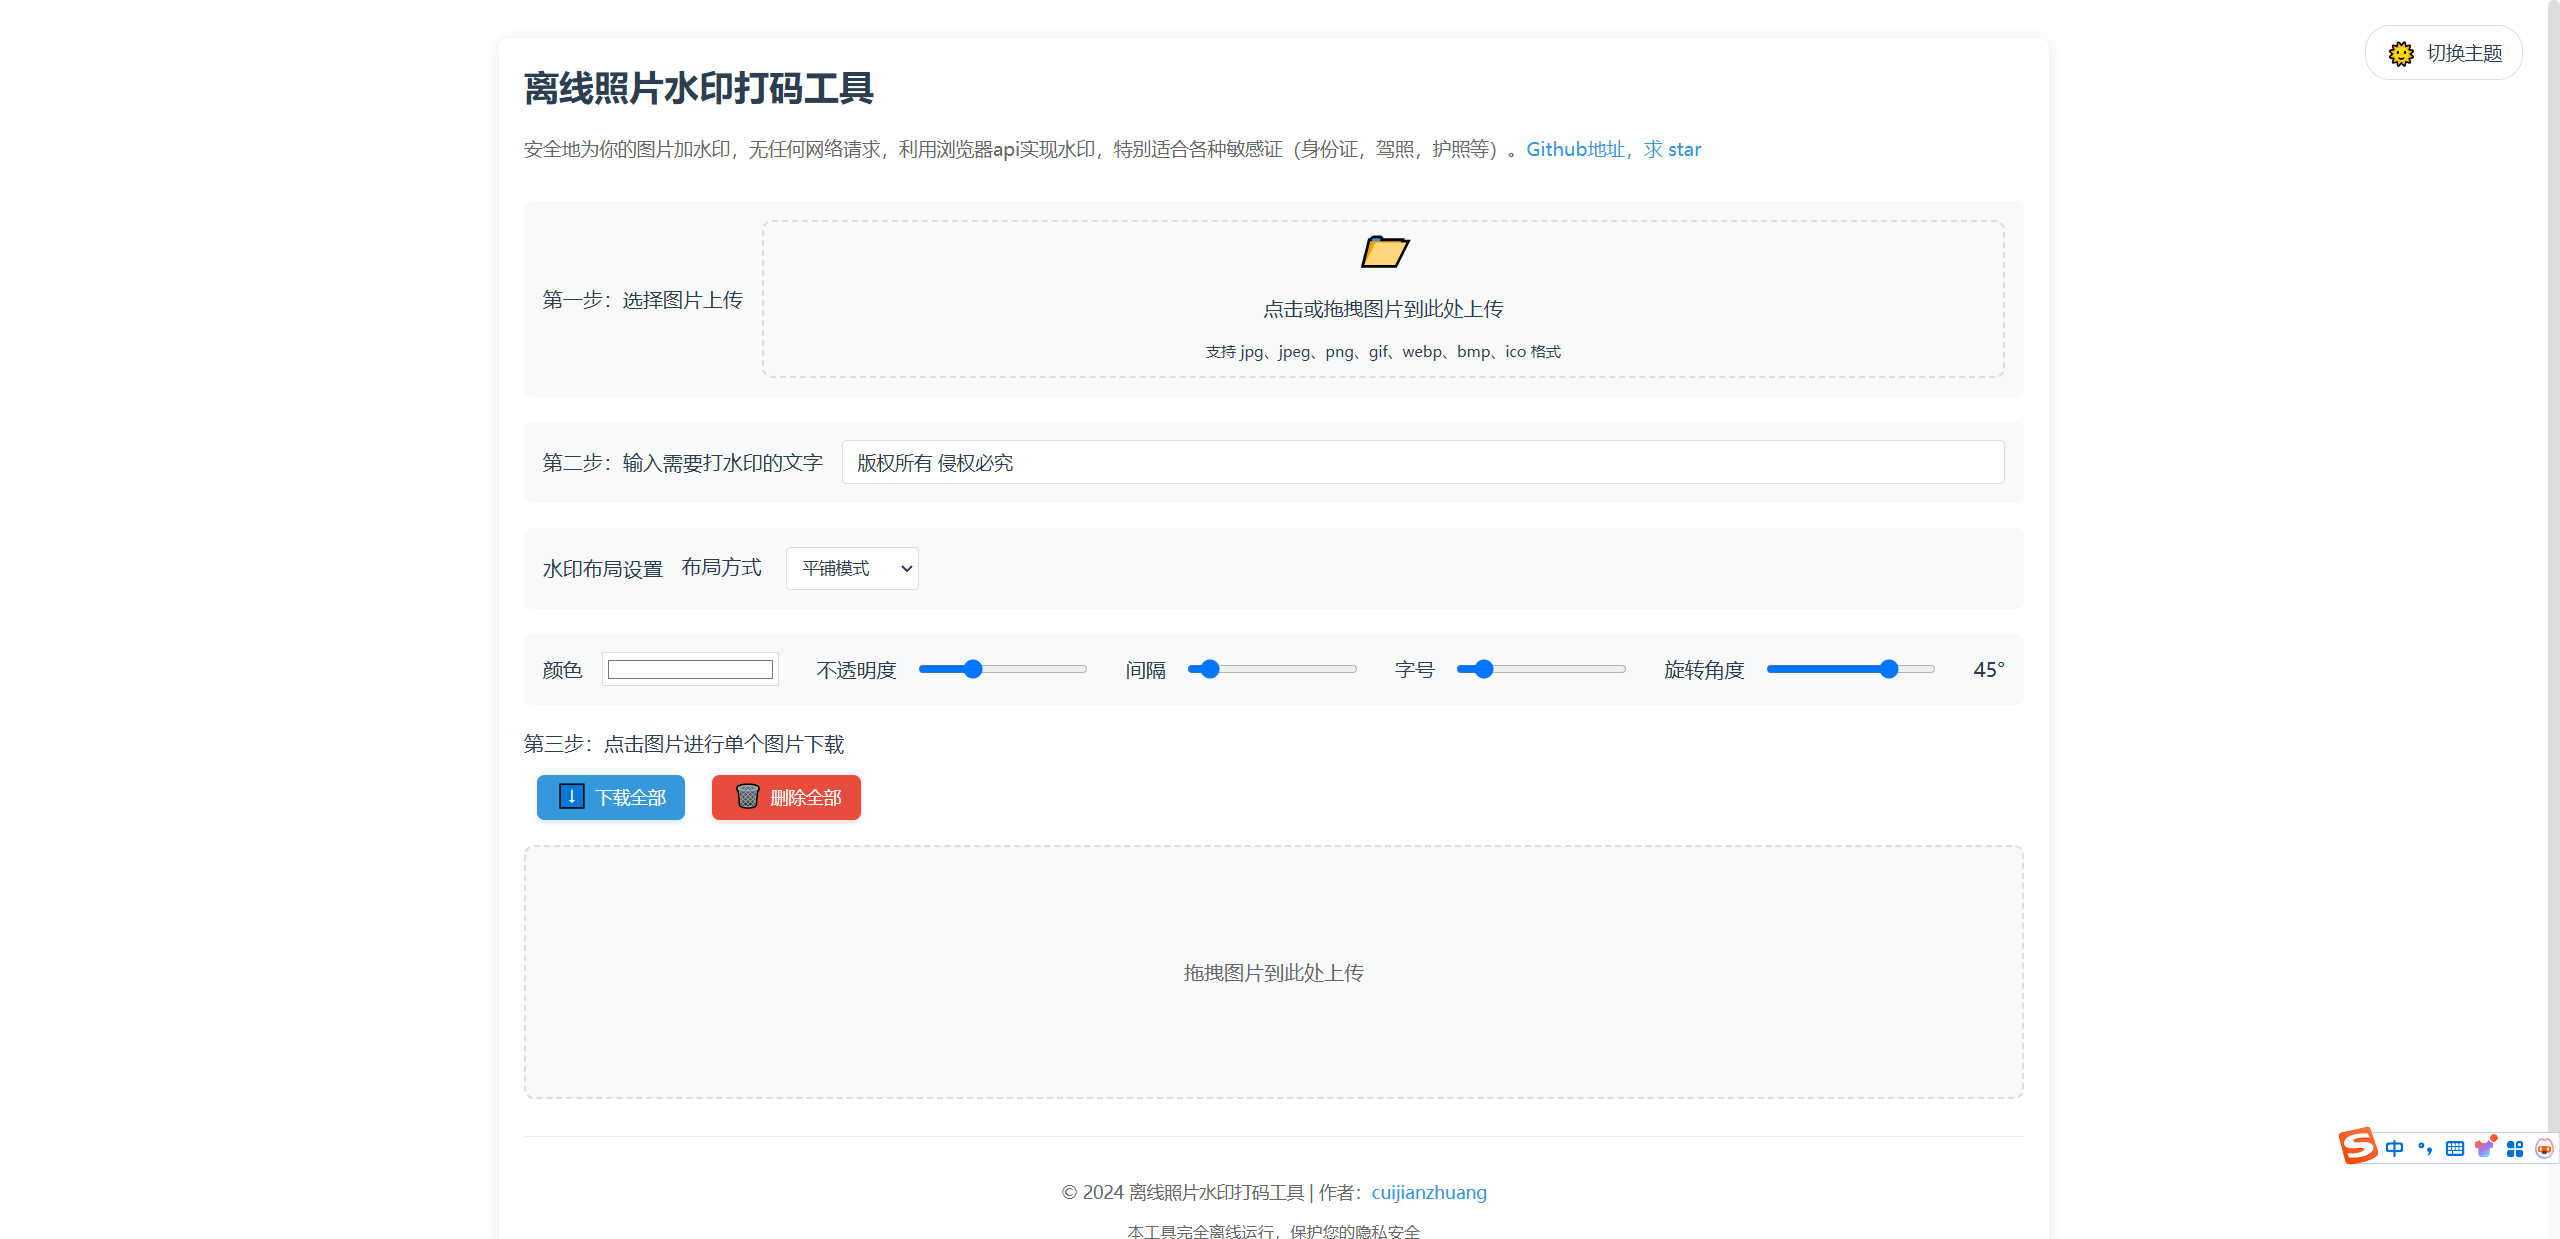 切换主题
离线照片水印打码工具
安全地为你的图片加水印，无任何网络请求，利用浏览器api实现水印，特别适合各种敏感证（身份证，驾照，护照等）。Github地址，求 star
第一步：选择图片上传
点击或拖拽图片到此处上传
支持 jpg、jpeg、png、gif、webp、bmp、ico 格式
第二步：输入需要打水印的文字 版权所有 侵权必究
水印布局设置 布局方式 平铺模式
颜色 不透明度 间隔 字号 旋转角度 45°
第三步：点击图片进行单个图片下载
下载全部 删除全部
拖拽图片到此处上传
中
© 2024 离线照片水印打码工具 | 作者：cuijianzhuang
本工具完全离线运行，保护您的隐私安全